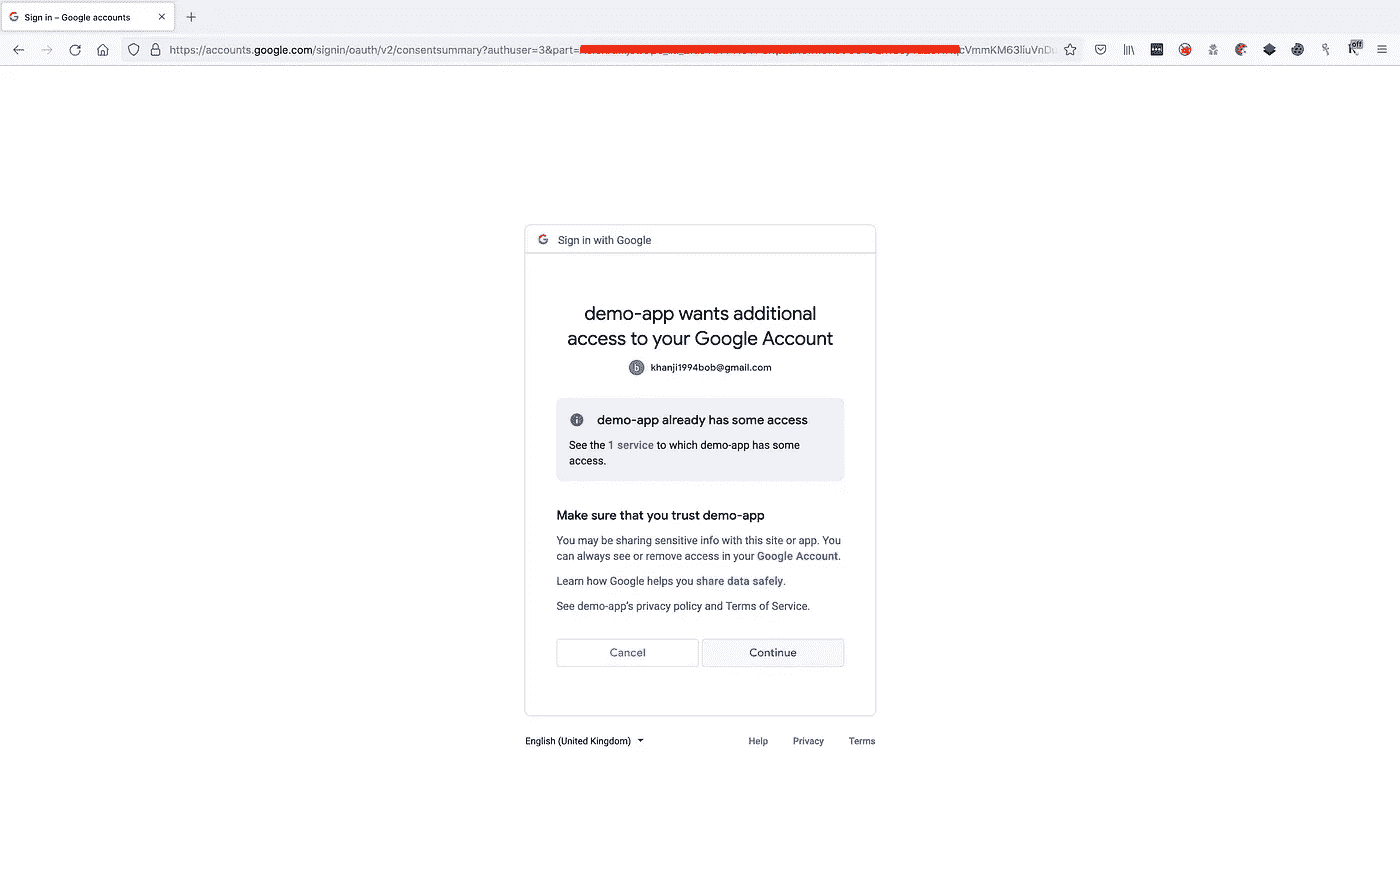 Sign in – Google accounts
https://accounts.google.com/signin/oauth/v2/consentsummary?authuser=3&part=
off
Sign in with Google
demo-app wants additional
access to your Google Account
b khanji1994bob@gmail.com
demo-app already has some access
See the 1 service to which demo-app has some
access.
Make sure that you trust demo-app
You may be sharing sensitive info with this site or app. You
can always see or remove access in your Google Account.
Learn how Google helps you share data safely.
See demo-app's privacy policy and Terms of Service.
Cancel Continue
English (United Kingdom) Help Privacy Terms